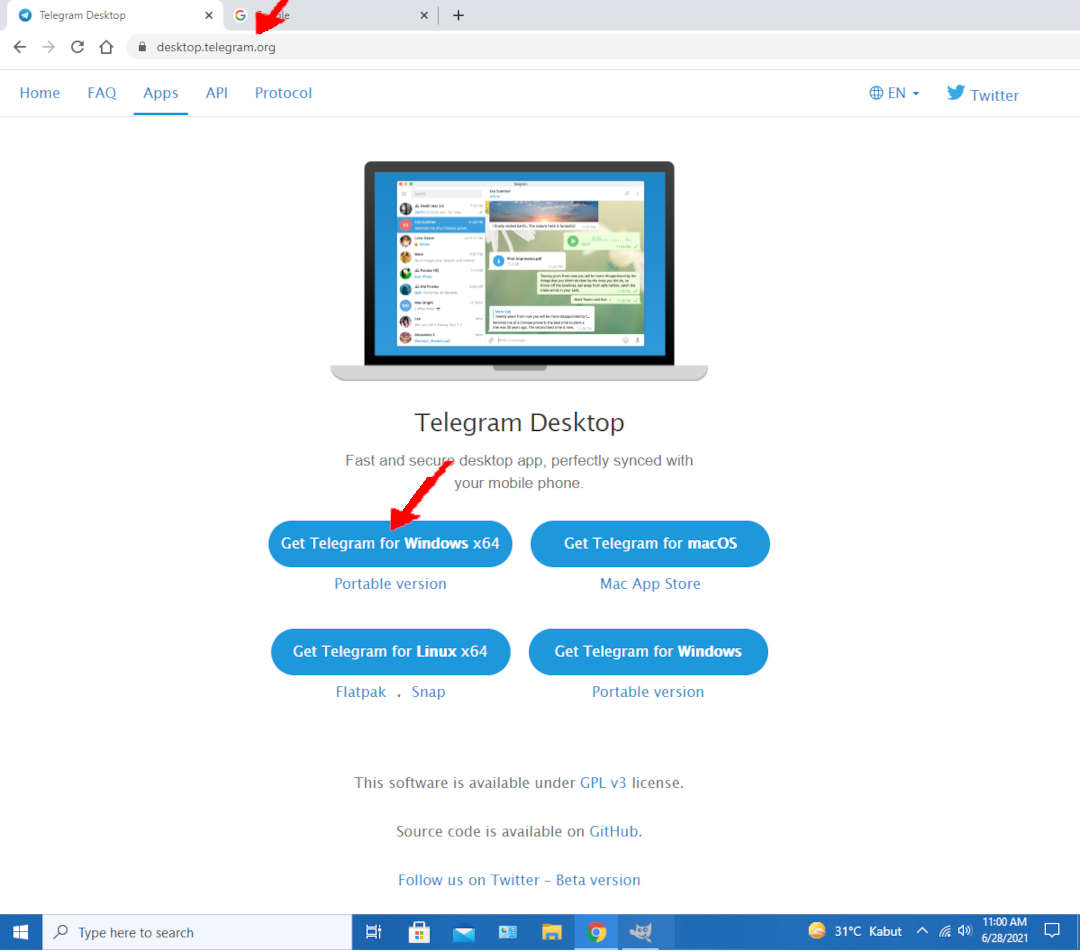 Telegram Desktop
desktop.telegram.org
Home FAQ Apps API Protocol EN Twitter
Telegram Desktop
Fast and secure desktop app, perfectly synced with
your mobile phone.
Get Telegram for Windows x64 Get Telegram for macOS
Portable version Mac App Store
Get Telegram for Linux x64 Get Telegram for Windows
Flatpak . Snap Portable version
This software is available under GPL v3 license.
Source code is available on GitHub.
Follow us on Twitter – Beta version
Type here to search 31°C Kabut 11:00 AM
6/28/2021